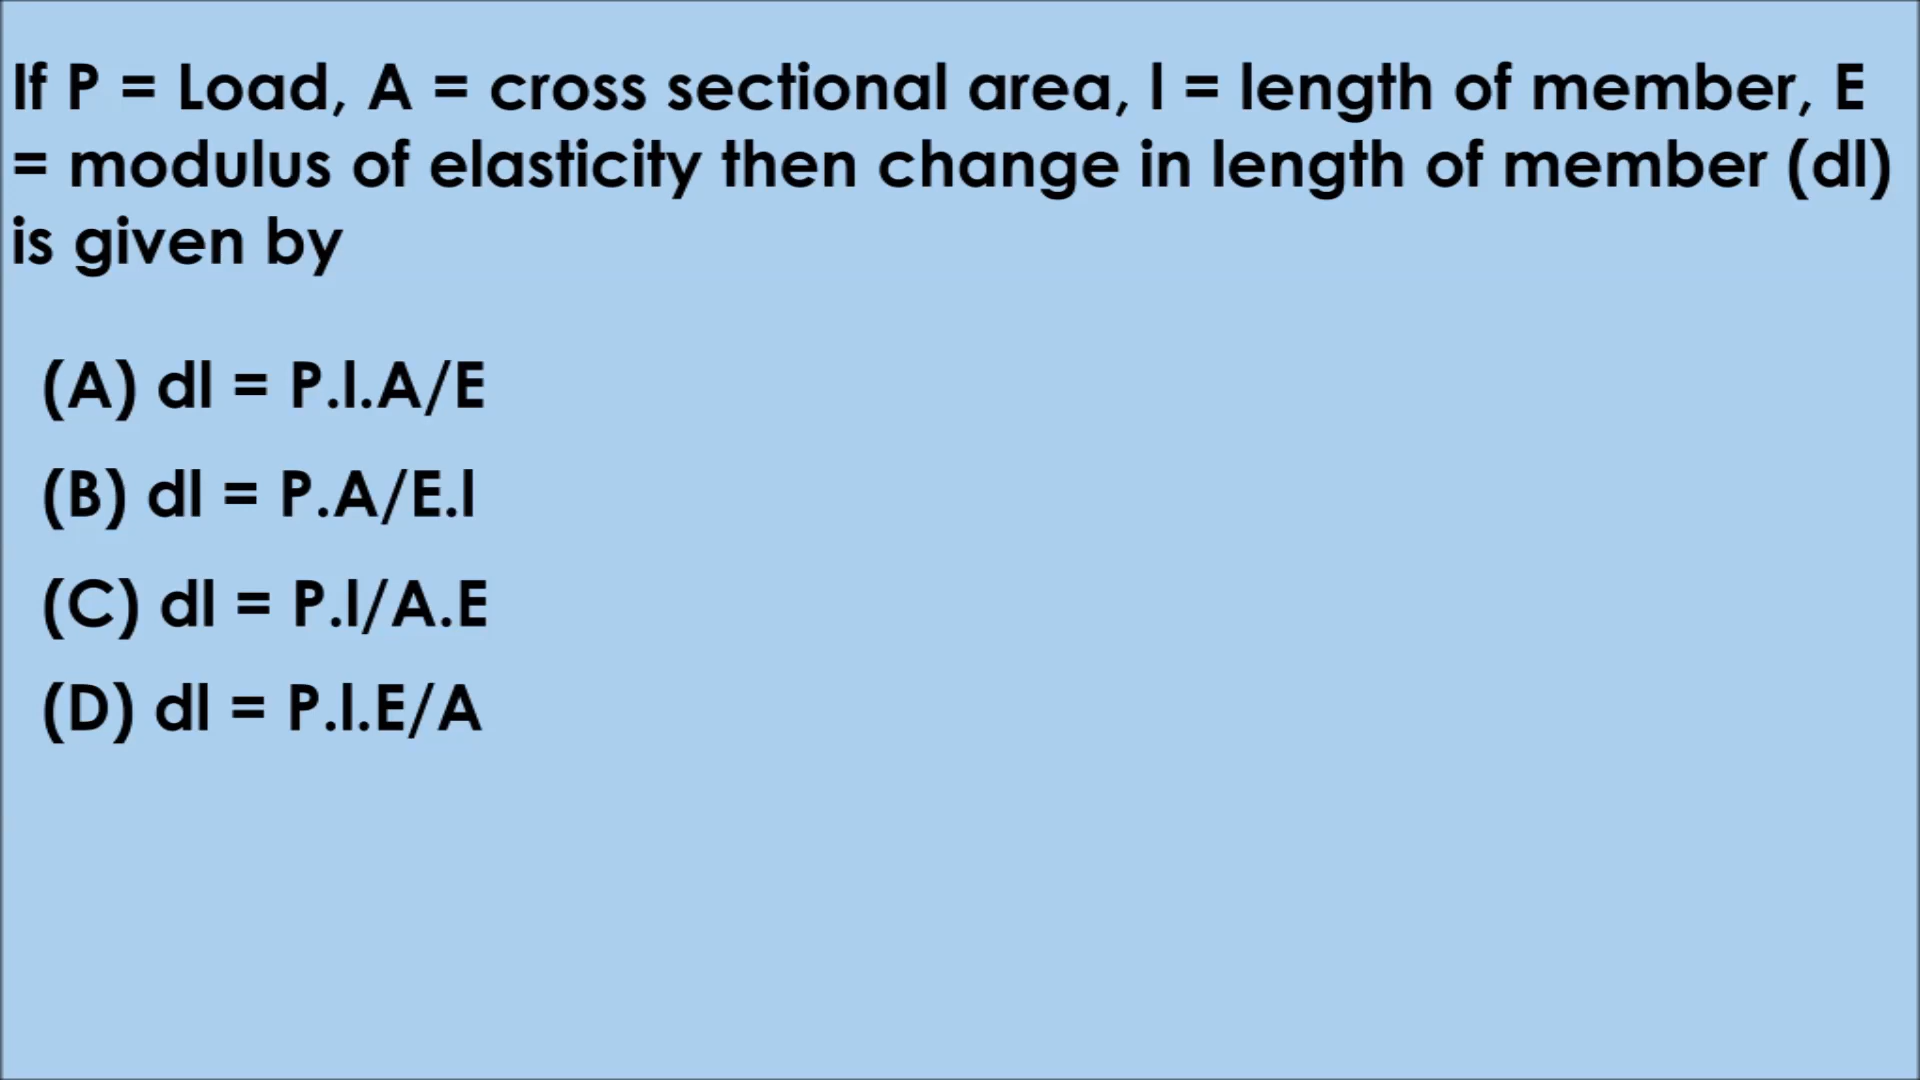 If P = Load, A = cross sectional area, l = length of member, E
= modulus of elasticity then change in length of member (dl)
is given by
(A) dl = P.l.A/E
(B) dl = P.A/E.l
(C) dl = P.l/A.E
(D) dl = P.l.E/A